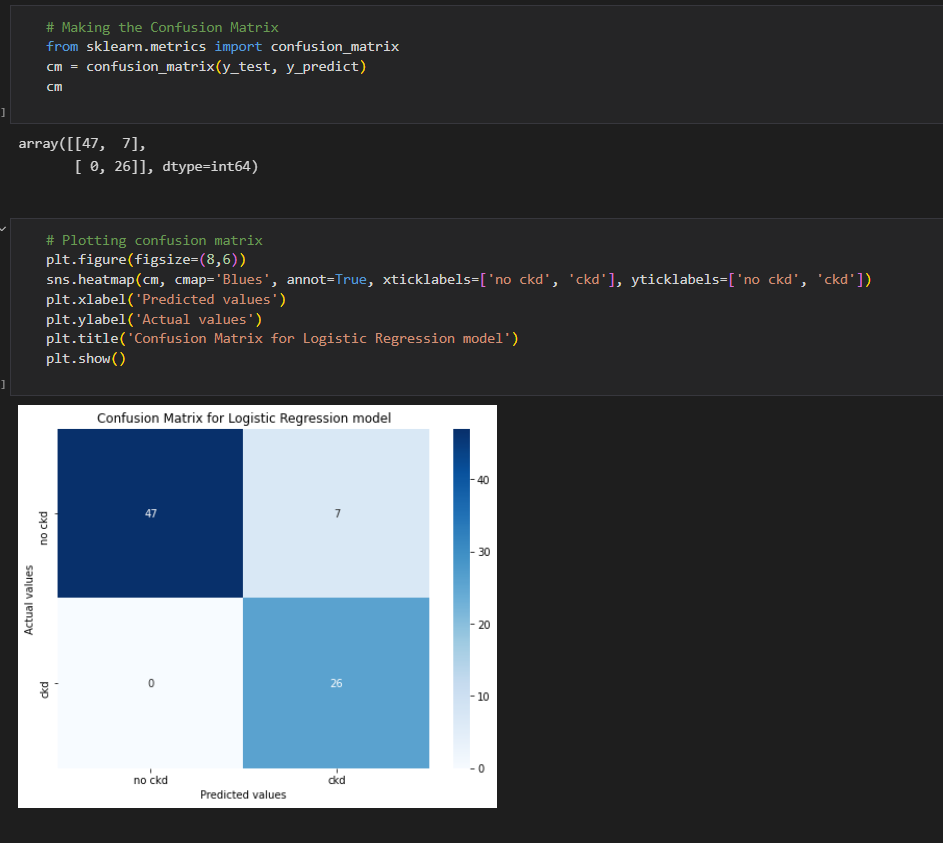 # Making the Confusion Matrix
from sklearn.metrics import confusion_matrix
cm = confusion_matrix(y_test, y_predict)
cm
]
array([[47,  7],
       [ 0, 26]], dtype=int64)
# Plotting confusion matrix
plt.figure(figsize=(8,6))
sns.heatmap(cm, cmap='Blues', annot=True, xticklabels=['no ckd', 'ckd'], yticklabels=['no ckd', 'ckd'])
plt.xlabel('Predicted values')
plt.ylabel('Actual values')
plt.title('Confusion Matrix for Logistic Regression model')
plt.show()
]
Confusion Matrix for Logistic Regression model
Actual values
no ckd
47
7
ckd
0
26
no ckd
ckd
Predicted values
40
30
20
10
0